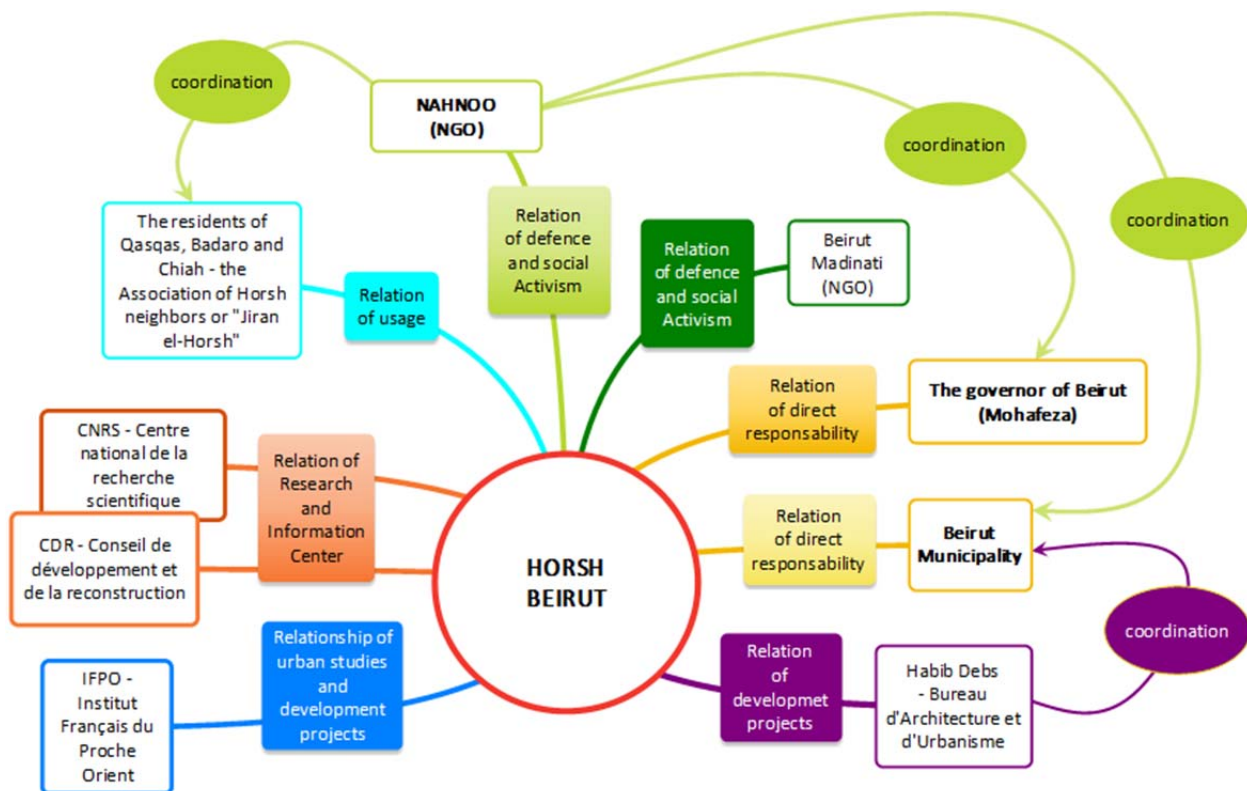 coordination
NAHNOO
(NGO)
coordination
coordination
The residents of
Qasqas, Badaro and
Chiah - the
Association of Horsh
neighbors or "Jiran
el-Horsh"
Relation
of usage
Relation
of defence
and social
Activism
Relation
of defence
and social
Activism
Beirut
Madinati
(NGO)
Relation
of direct
responsability
The governor of Beirut
(Mohafeza)
CNRS - Centre
national de la
recherche
scientifique
CDR - Conseil de
développement et
de la reconstruction
Relation of
Research
and
Information
Center
HORSH
BEIRUT
Relation
of direct
responsability
Beirut
Municipality
coordination
IFPO -
Institut
Français du
Proche
Orient
Relationship of
urban studies
and
development
projects
Relation
of
developmet
projects
Habib Debs
- Bureau
d'Architecture et
d'Urbanisme